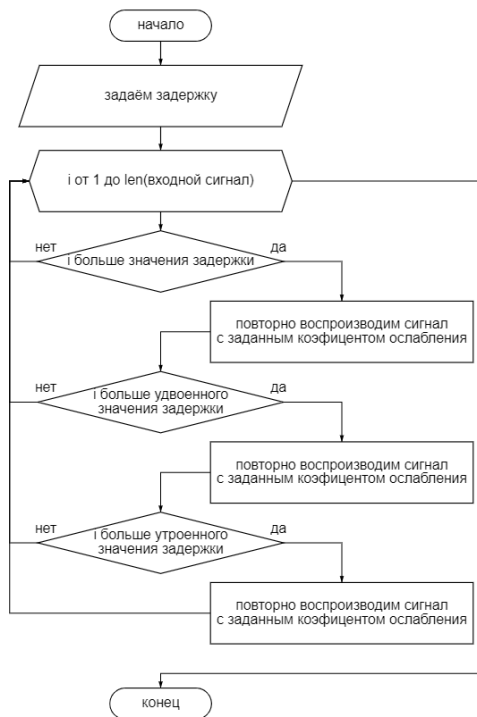 начало
задаём задержку
i от 1 до len(входной сигнал)
нет
да
i больше значения задержки
повторно воспроизводим сигнал
с заданным коэфицентом ослабления
нет
да
i больше удвоенного
значения задержки
повторно воспроизводим сигнал
с заданным коэфицентом ослабления
нет
да
i больше утроенного
значения задержки
повторно воспроизводим сигнал
с заданным коэфицентом ослабления
конец